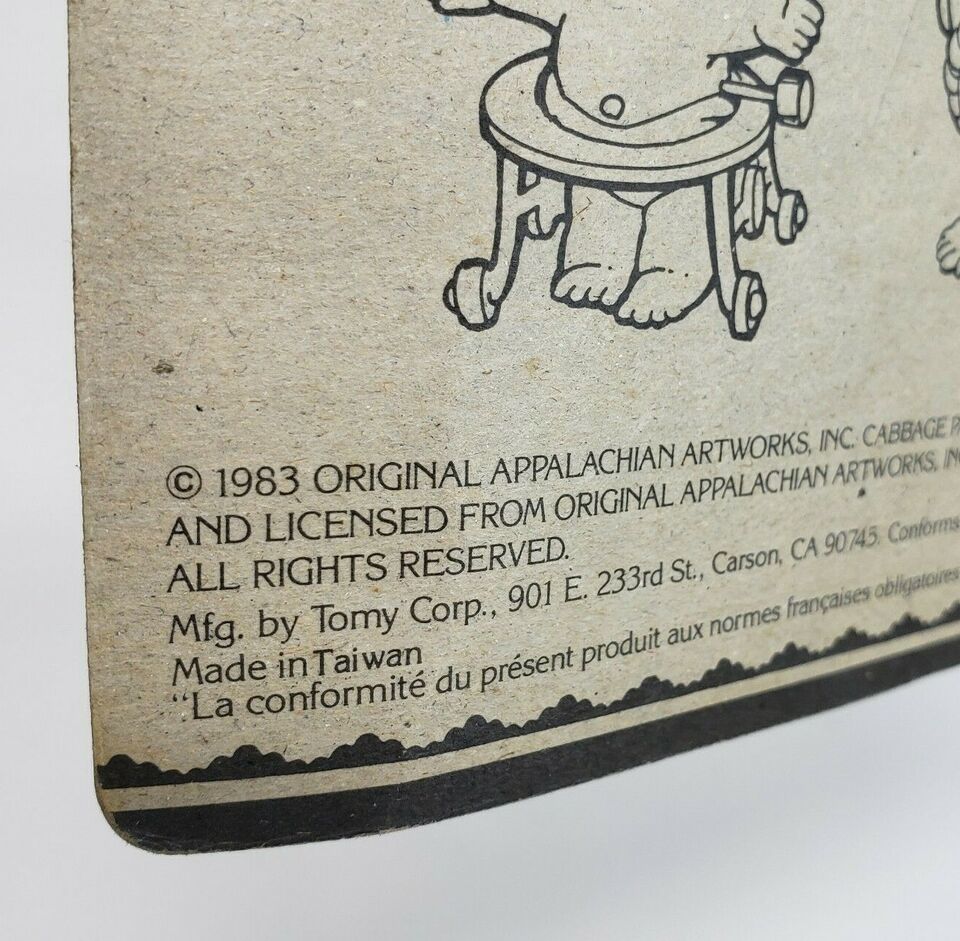 © 1983 ORIGINAL APPALACHIAN ARTWORKS, INC. CABBAGE
AND LICENSED FROM ORIGINAL APPALACHIAN ARTWORKS,
ALL RIGHTS RESERVED.
Mfg. by Tomy Corp., 901 E. 233rd St., Carson, CA 90745. Conforms
Made in Taiwan
"La conformité du présent produit aux normes françaises obligatoires